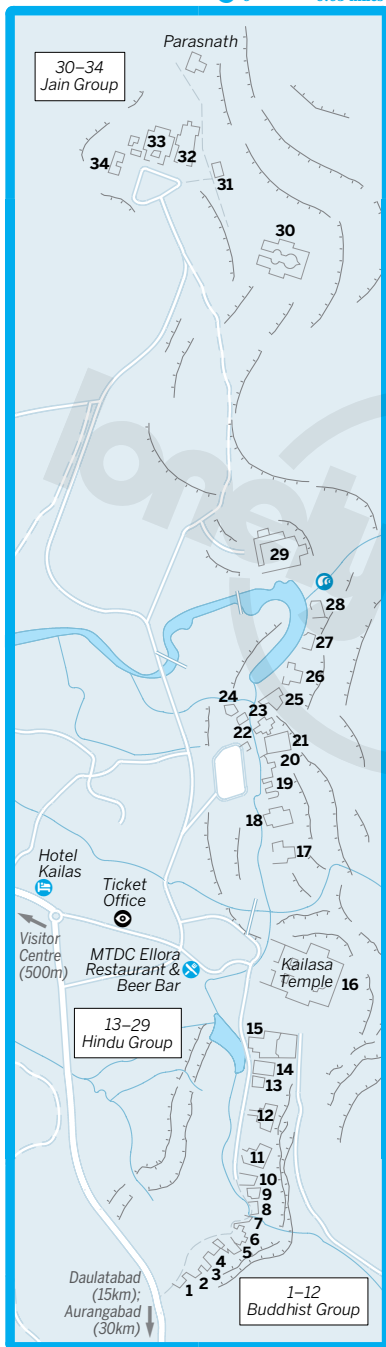 Parasnath
30–34
Jain Group
33
32
34
31
30
29
28
27
26
25
24
23
22
21
20
19
18
17
Hotel
Kailas
Ticket
Office
Visitor
Centre
(500m)
MTDC Ellora
Restaurant &
Beer Bar
Kailasa
Temple
16
13–29
Hindu Group
15
14
13
12
11
10
9
8
7
6
5
4
3
2
1
Daulatabad
(15km);
Aurangabad
(30km)
1–12
Buddhist Group